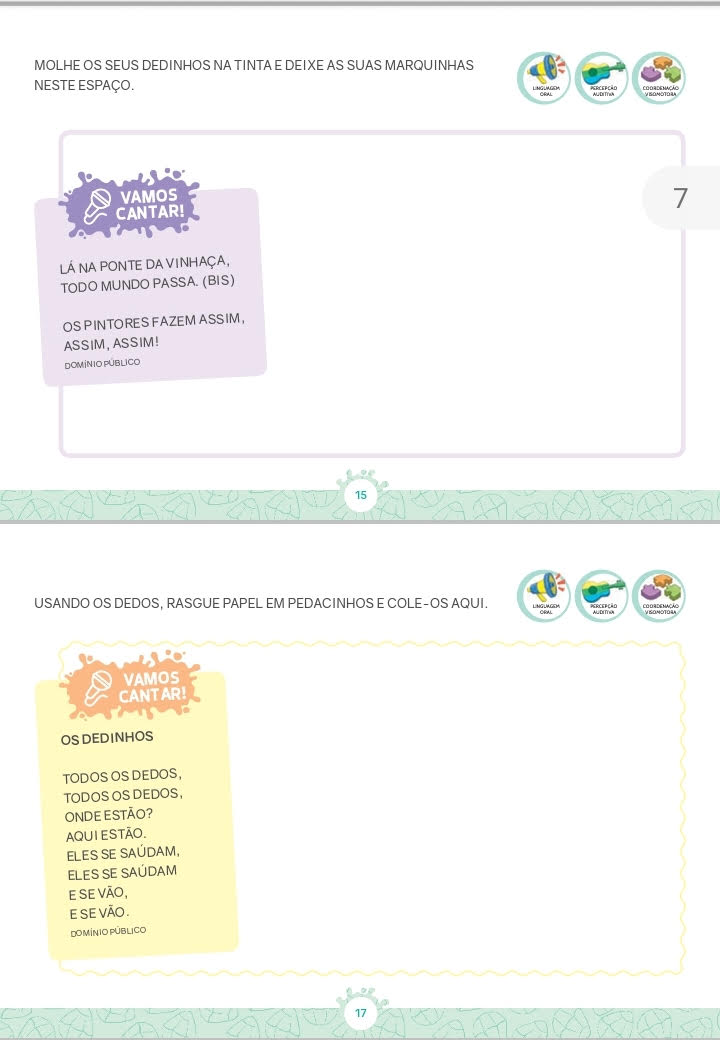 MOLHE OS SEUS DEDINHOS NA TINTA E DEIXE AS SUAS MARQUINHAS
NESTE ESPAÇO.
LINGUAGEM
ORAL
PERCEPÇÃO
AUDITIVA
COORDENAÇÃO
VISOMOTORA
7
VAMOS
CANTAR!
LÁ NA PONTE DA VINHAÇA,
TODO MUNDO PASSA. (BIS)
OS PINTORES FAZEM ASSIM,
ASSIM, ASSIM!
DOMÍNIO PÚBLICO
15
USANDO OS DEDOS, RASGUE PAPEL EM PEDACINHOS E COLE-OS AQUI.
LINGUAGEM
ORAL
PERCEPÇÃO
AUDITIVA
COORDENAÇÃO
VISOMOTORA
VAMOS
CANTAR!
OS DEDINHOS
TODOS OS DEDOS,
TODOS OS DEDOS,
ONDE ESTÃO?
AQUI ESTÃO.
ELES SE SAÚDAM,
ELES SE SAÚDAM
E SE VÃO,
E SE VÃO.
DOMÍNIO PÚBLICO
17